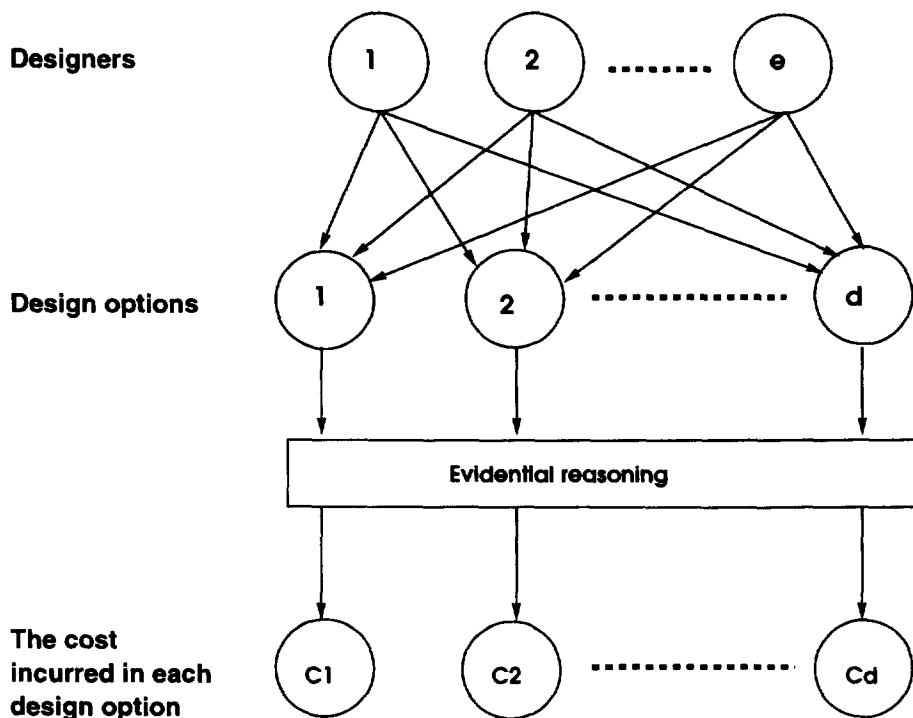 Designers
1 2 e
Design options
1 2 d
Evidential reasoning
The cost
incurred in each
design option
C1 C2 Cd